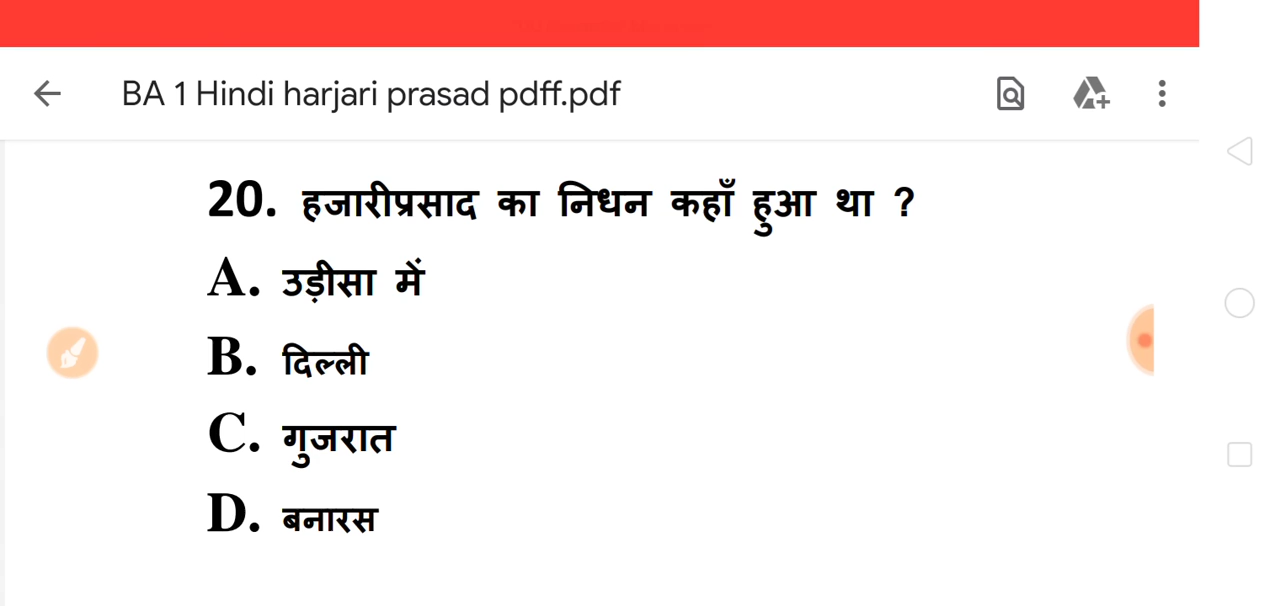 BA 1 Hindi harjari prasad pdff.pdf
20. हजारीप्रसाद का निधन कहाँ हुआ था ?
A. उड़ीसा में
B. दिल्ली
C. गुजरात
D. बनारस